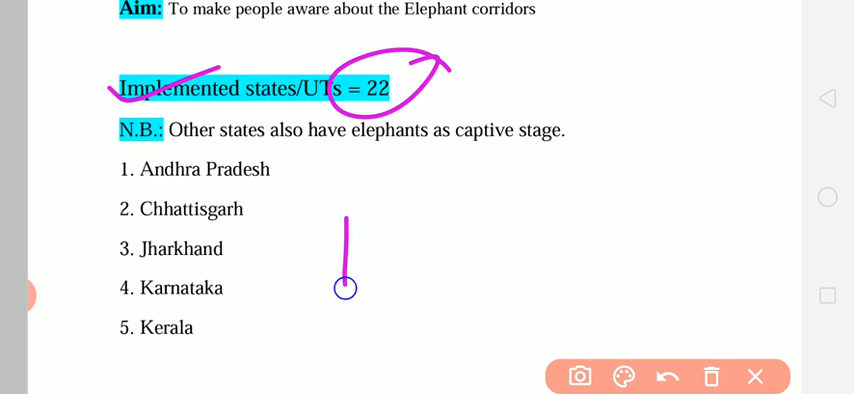 Aim: To make people aware about the Elephant corridors
Implemented states/UTs = 22
N.B.: Other states also have elephants as captive stage.
1. Andhra Pradesh
2. Chhattisgarh
3. Jharkhand
4. Karnataka
5. Kerala